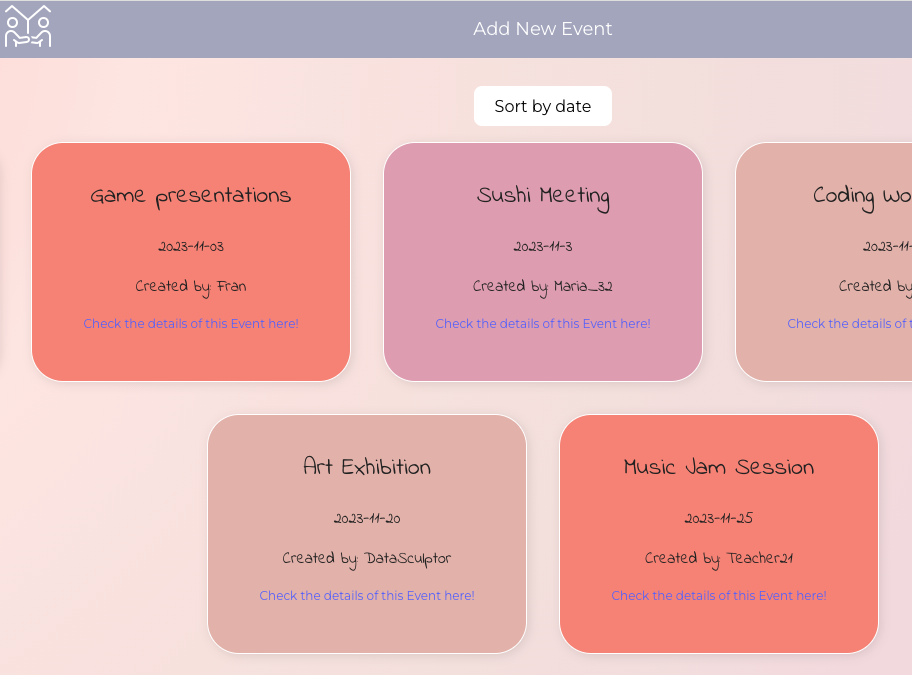 Add New Event
Sort by date
Game presentations
2023-11-03
Created by: Fran
Check the details of this Event here!
Sushi Meeting
2023-11-3
Created by: Maria_32
Check the details of this Event here!
Coding Wo
2023-11-
Created by
Check the details of t
Art Exhibition
2023-11-20
Created by: DataSculptor
Check the details of this Event here!
Music Jam Session
2023-11-25
Created by: Teacher21
Check the details of this Event here!